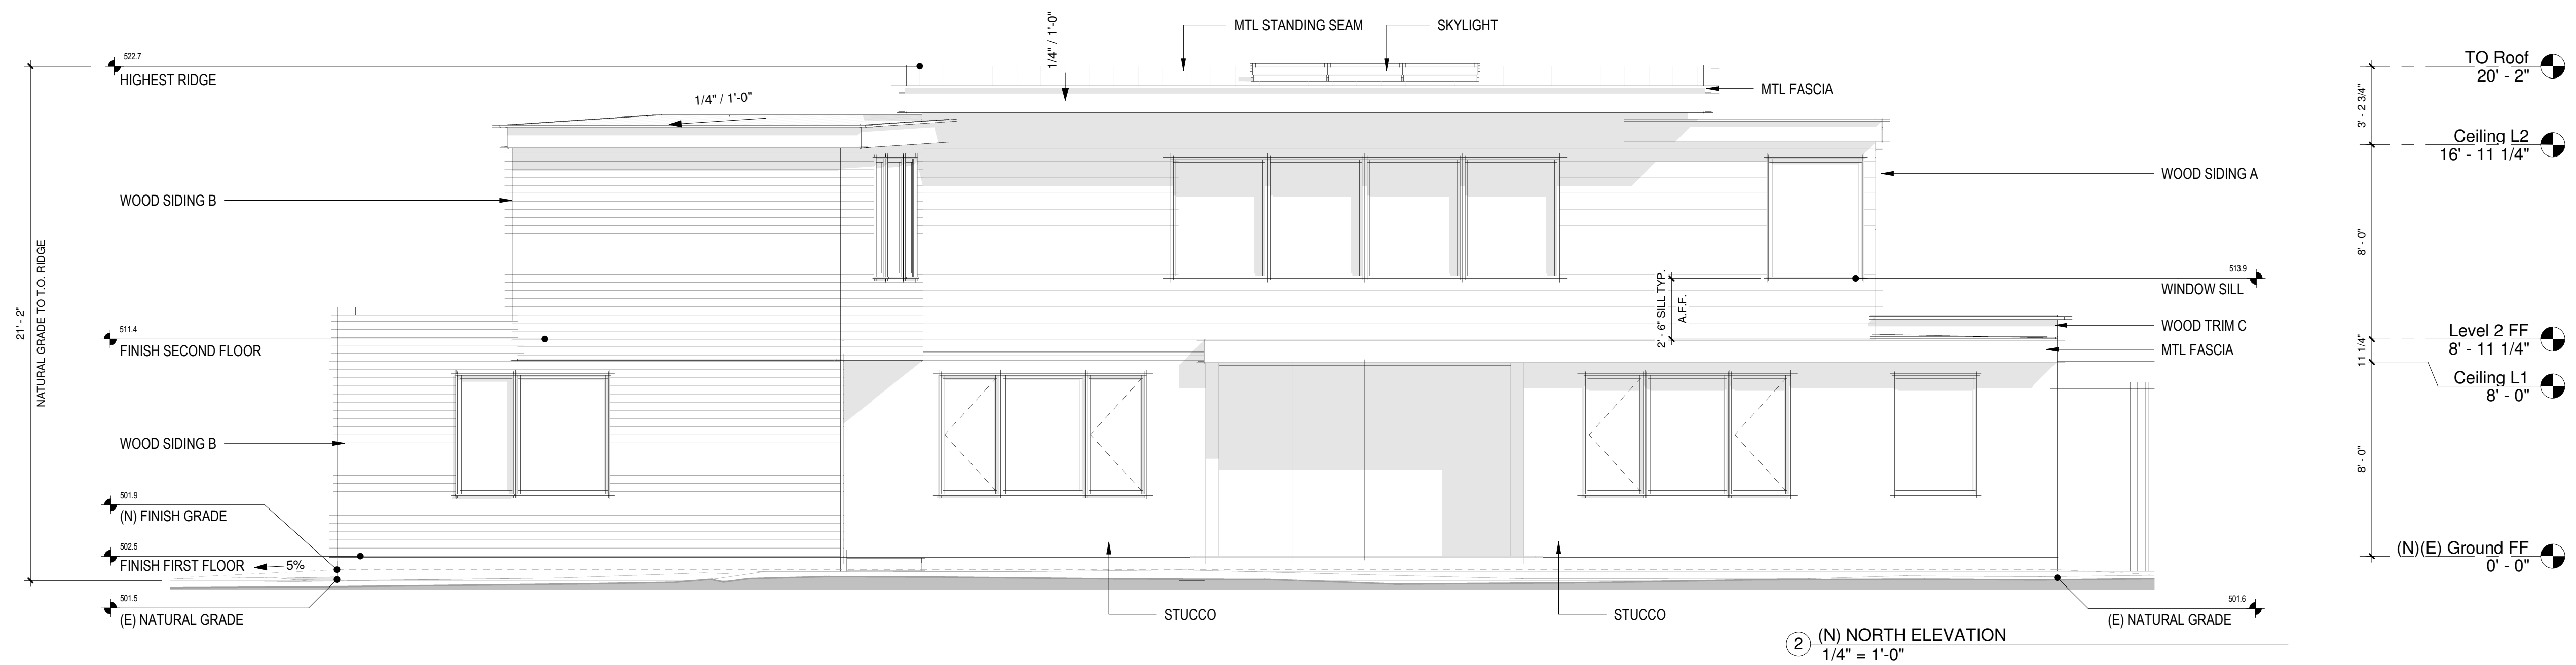 MTL STANDING SEAM
SKYLIGHT
1/4" / 1'-0"
522.7
HIGHEST RIDGE
TO Roof
20' - 2"
MTL FASCIA
1/4" / 1'-0"
3' - 2 3/4"
Ceiling L2
16' - 11 1/4"
WOOD SIDING B
WOOD SIDING A
8' - 0"
21' - 2"
NATURAL GRADE TO T.O. RIDGE
2' - 6" SILL TYP.
A.F.F.
513.9
WINDOW SILL
511.4
FINISH SECOND FLOOR
WOOD TRIM C
MTL FASCIA
Level 2 FF
8' - 11 1/4"
11 1/4"
Ceiling L1
8' - 0"
WOOD SIDING B
8' - 0"
501.9
(N) FINISH GRADE
502.5
FINISH FIRST FLOOR
5%
(N)(E) Ground FF
0' - 0"
501.5
(E) NATURAL GRADE
STUCCO
STUCCO
501.6
(E) NATURAL GRADE
2
(N) NORTH ELEVATION
1/4" = 1'-0"